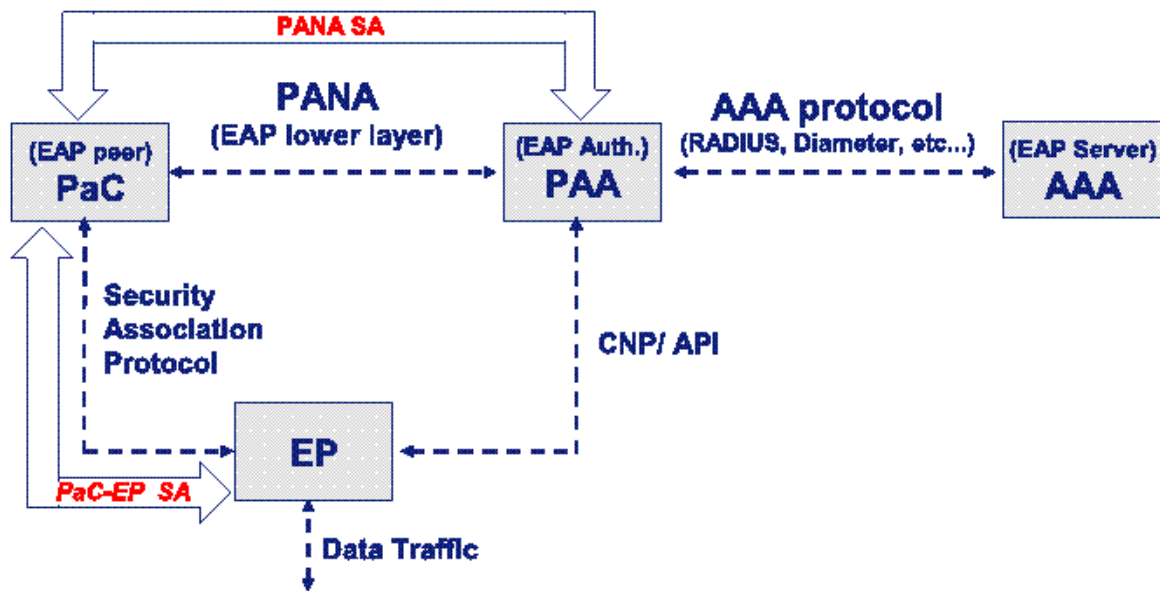 PANA SA
PANA
(EAP lower layer)
AAA protocol
(RADIUS, Diameter, etc...)
(EAP peer)
PaC
(EAP Auth.)
PAA
(EAP Server)
AAA
Security
Association
Protocol
CNP/ API
EP
PaC-EP SA
Data Traffic